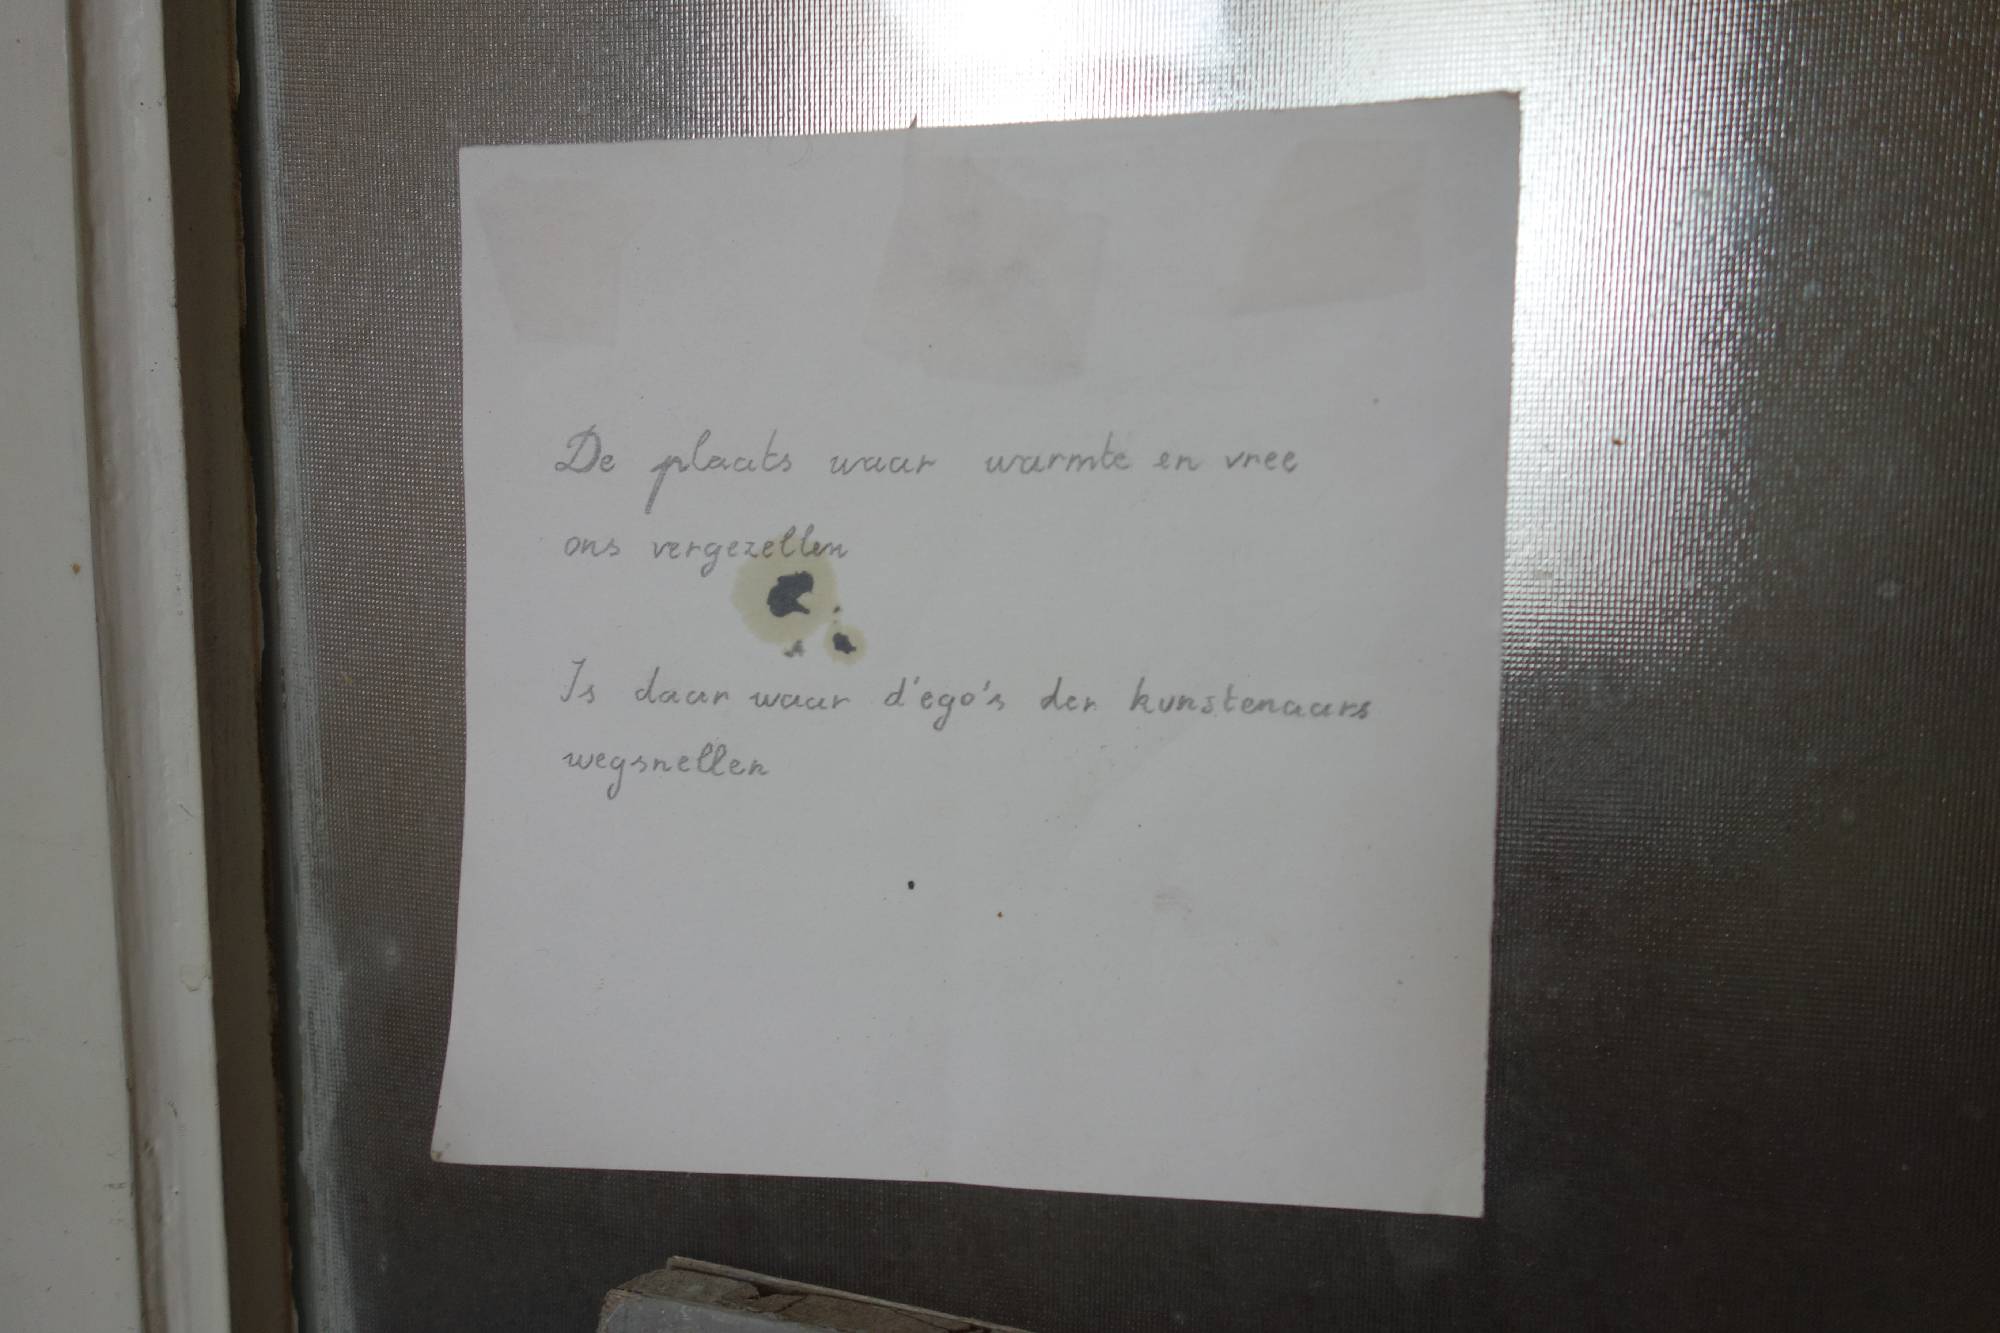 De plaats waar warmte en vree
ons vergezellen
Is daar waar d'ego's der kunstenaars
wegsnellen